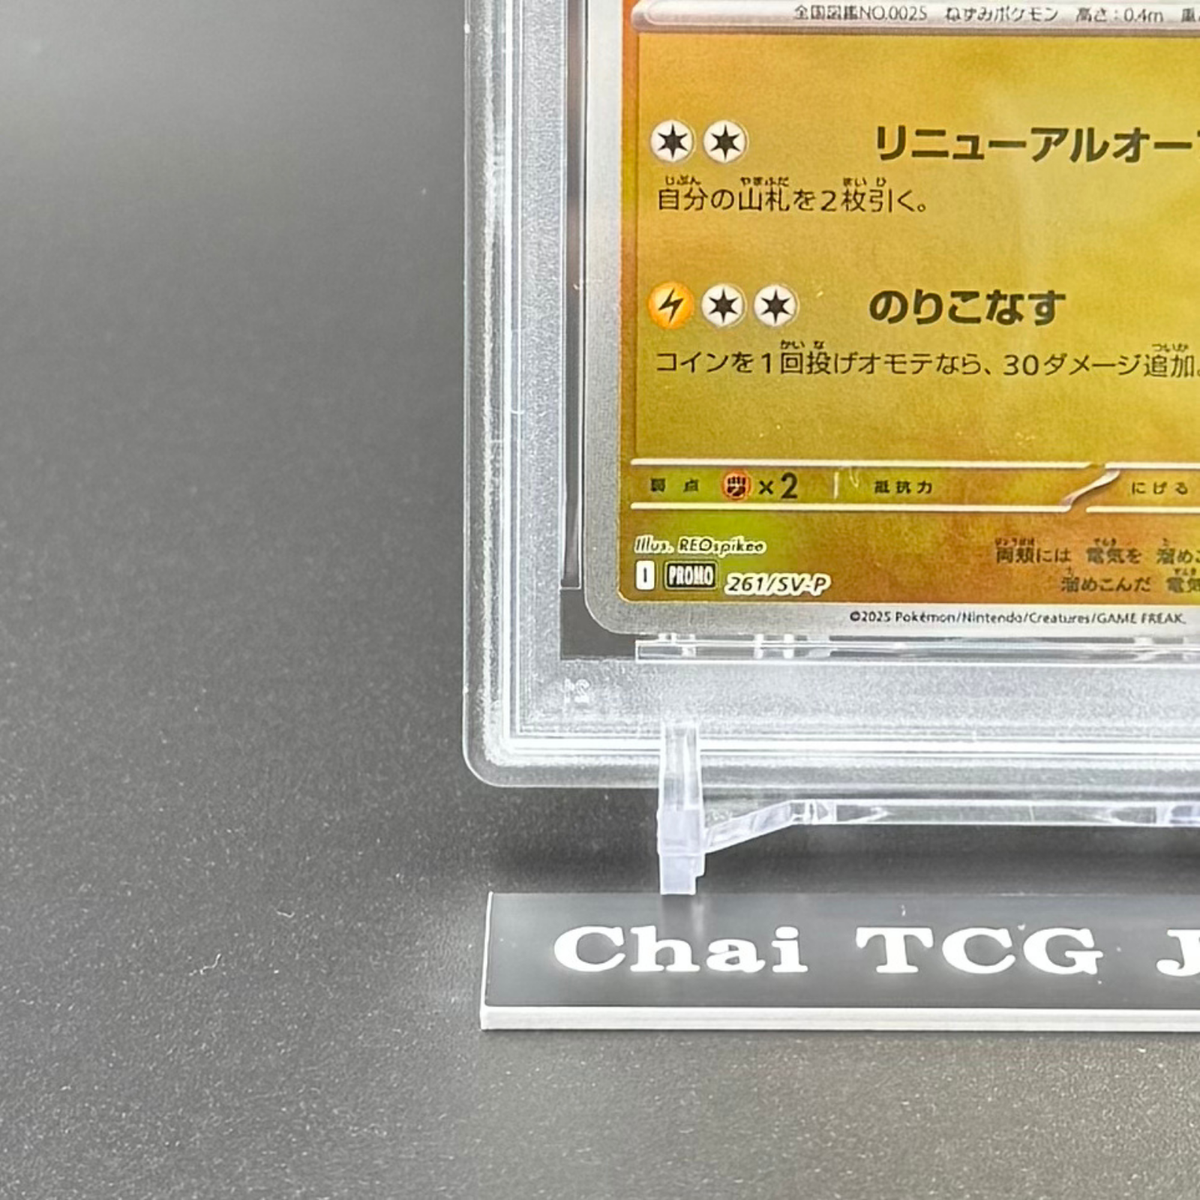 全国図鑑NO.0025 ねずみポケモン 高さ:0.4m 重
リニューアルオー
自分の山札を2枚引く。
のりこなす
コインを1回投げオモテなら、30ダメージ追加。
弱点 ×2 抵抗力 にげる
Illus. REOspikee
両頬には 電気を 溜め
I PROMO 261/SV-P
溜めこんだ 電気
©2025 Pokémon/Nintendo/Creatures/GAME FREAK.
Chai TCG J